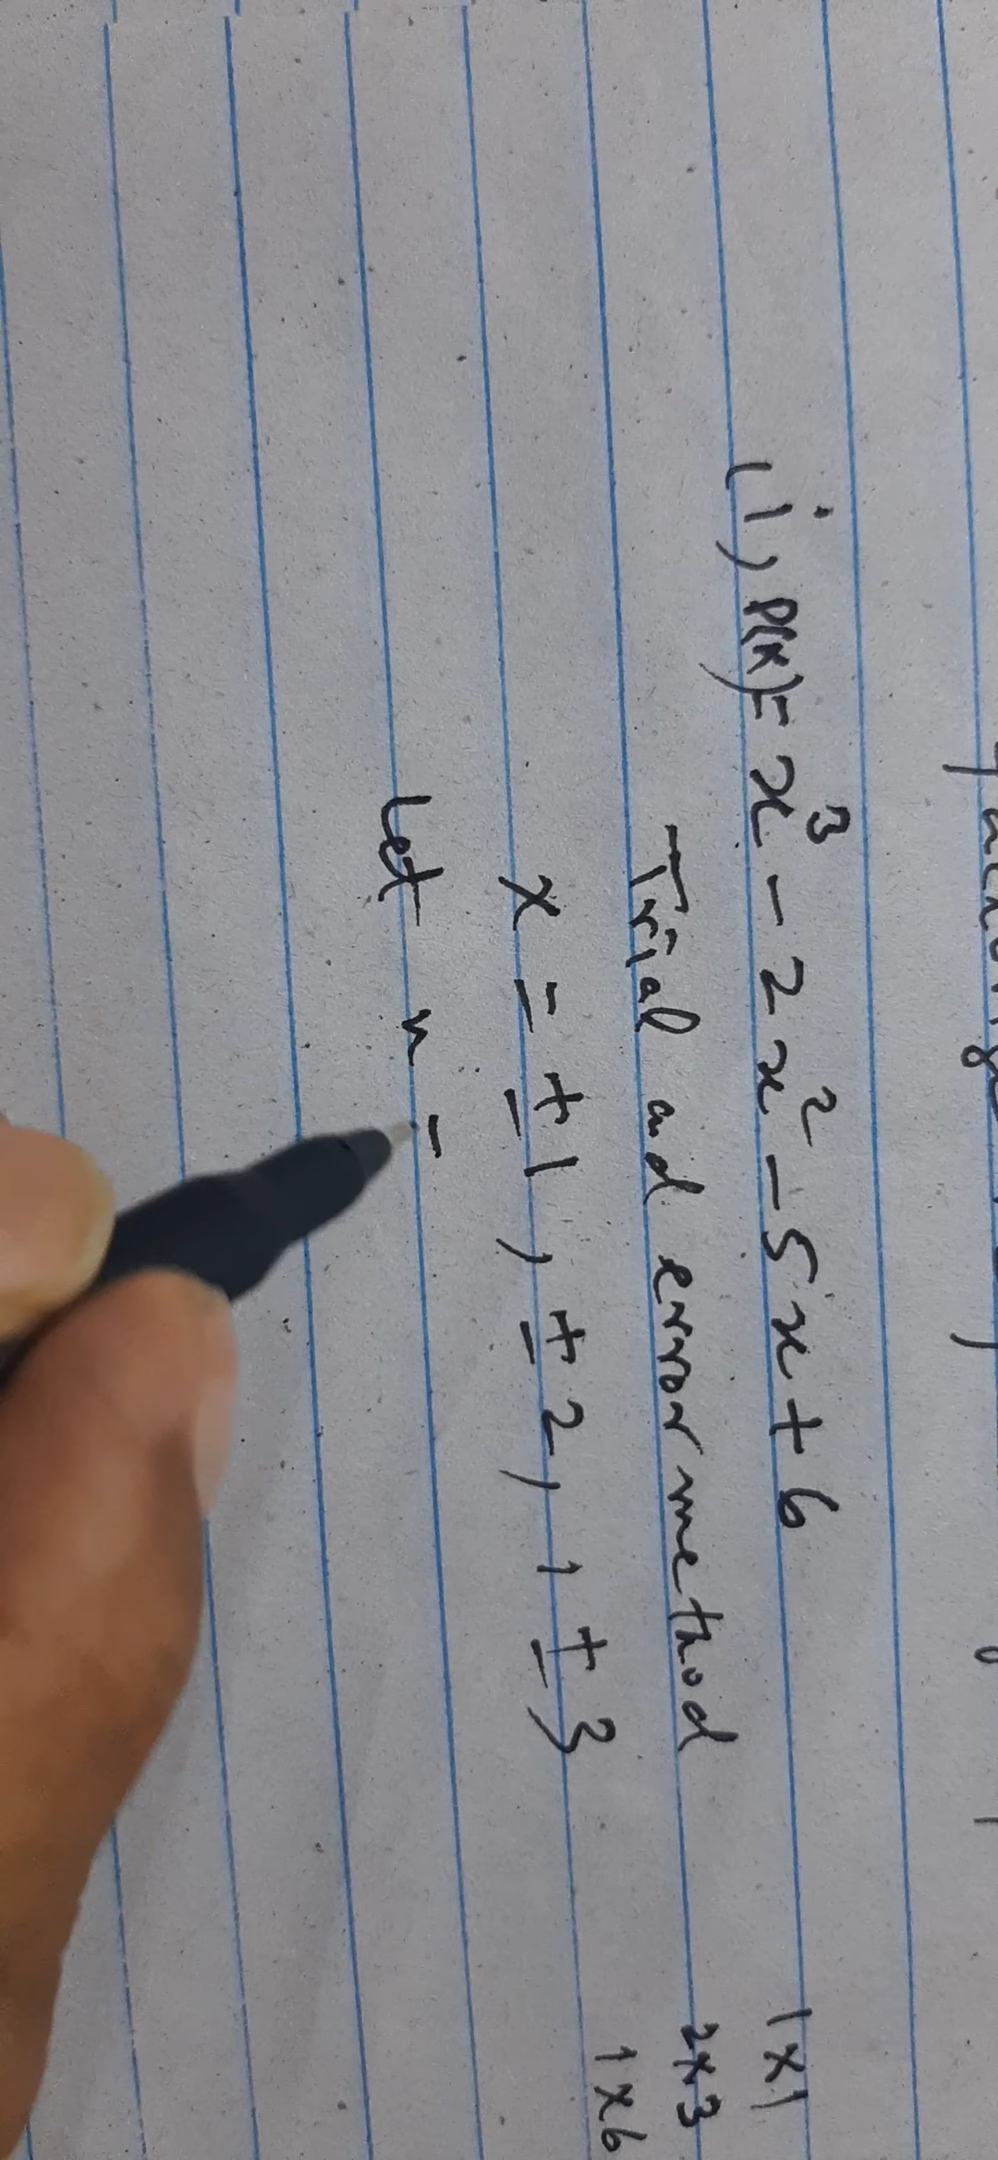 (i) P(x) = x³ - 2x² - 5x + 6
Trial and error method
x = ±1, ±2, ±3
Let x =
1×1
2×3
1×6